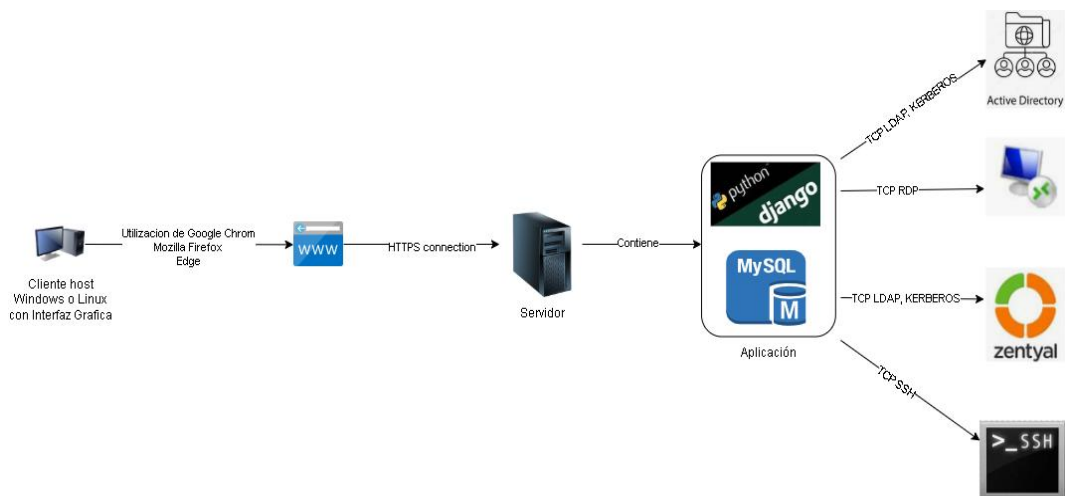 Cliente host
Windows o Linux
con Interfaz Grafica
Utilizacion de Google Chrom
Mozilla Firefox
Edge
WWW
HTTPS connection
Servidor
Contiene
python
django
MySQL
M
Aplicación
TCP LDAP, KERBEROS
Active Directory
TCP RDP
TCP LDAP, KERBEROS
zentyal
TCP SSH
>_SSH